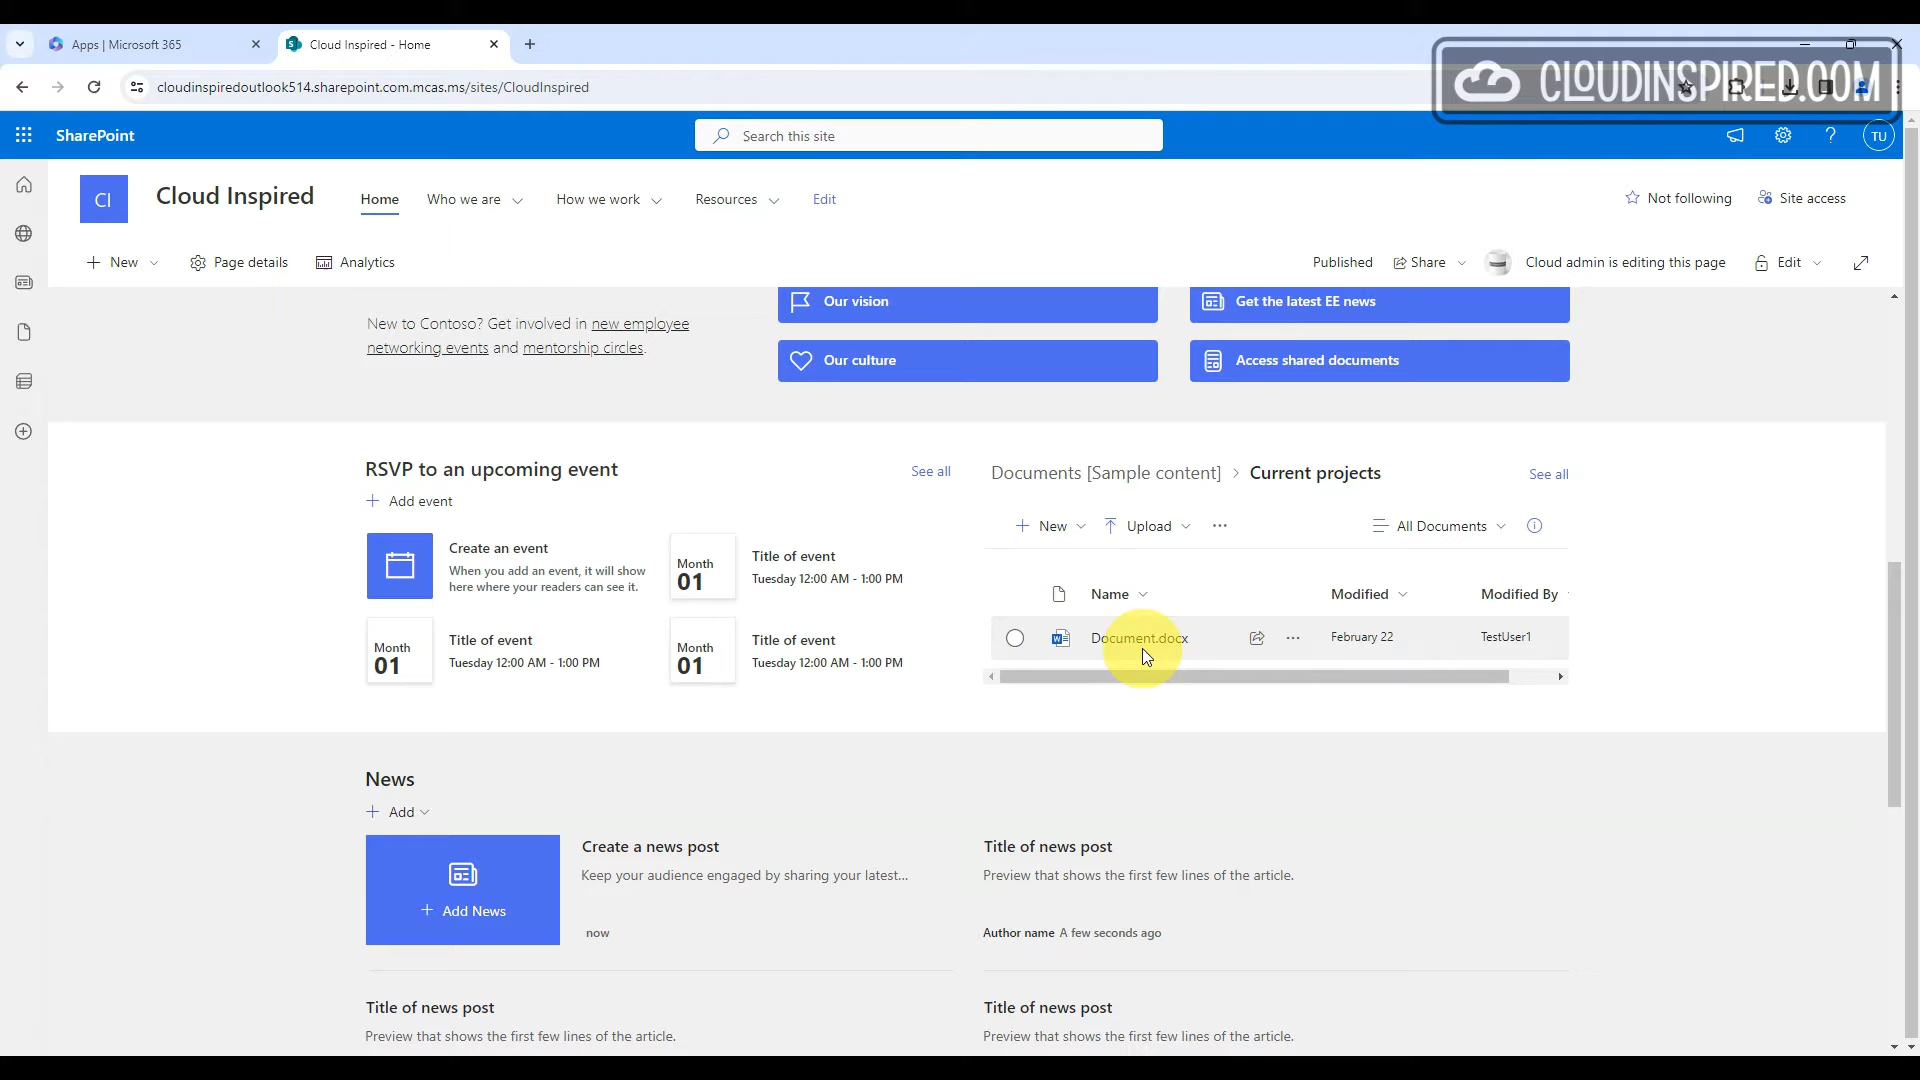 Apps | Microsoft 365
Cloud Inspired - Home
cloudinspiredoutlook514.sharepoint.com.mcas.ms/sites/CloudInspired
CLOUDINSPIRED.COM
SharePoint
Search this site
TU
CI
Cloud Inspired
Home
Who we are
How we work
Resources
Edit
Not following
Site access
New
Page details
Analytics
Published
Share
Cloud admin is editing this page
Edit
New to Contoso? Get involved in new employee
networking events and mentorship circles.
Our vision
Get the latest EE news
Our culture
Access shared documents
RSVP to an upcoming event
See all
Add event
Create an event
When you add an event, it will show
here where your readers can see it.
Month
01
Title of event
Tuesday 12:00 AM - 1:00 PM
Month
01
Title of event
Tuesday 12:00 AM - 1:00 PM
Month
01
Title of event
Tuesday 12:00 AM - 1:00 PM
Documents [Sample content] > Current projects
See all
New
Upload
All Documents
Name
Modified
Modified By
Document.docx
February 22
TestUser1
News
Add
Add News
Create a news post
Keep your audience engaged by sharing your latest...
now
Title of news post
Preview that shows the first few lines of the article.
Author name A few seconds ago
Title of news post
Preview that shows the first few lines of the article.
Title of news post
Preview that shows the first few lines of the article.